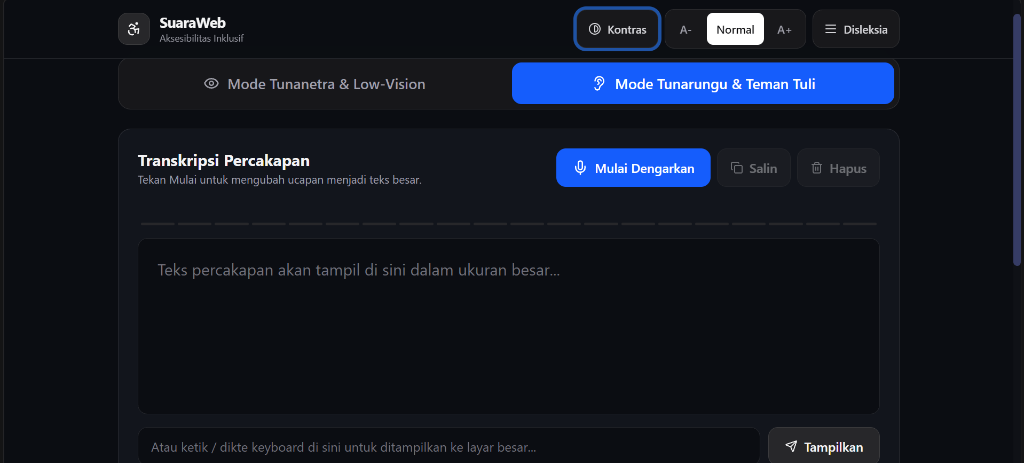 SuaraWeb
Aksesibilitas Inklusif
Kontras
A-
Normal
A+
Disleksia
Mode Tunanetra & Low-Vision
Mode Tunarungu & Teman Tuli
Transkripsi Percakapan
Tekan Mulai untuk mengubah ucapan menjadi teks besar.
Mulai Dengarkan
Salin
Hapus
Teks percakapan akan tampil di sini dalam ukuran besar...
Atau ketik / dikte keyboard di sini untuk ditampilkan ke layar besar...
Tampilkan